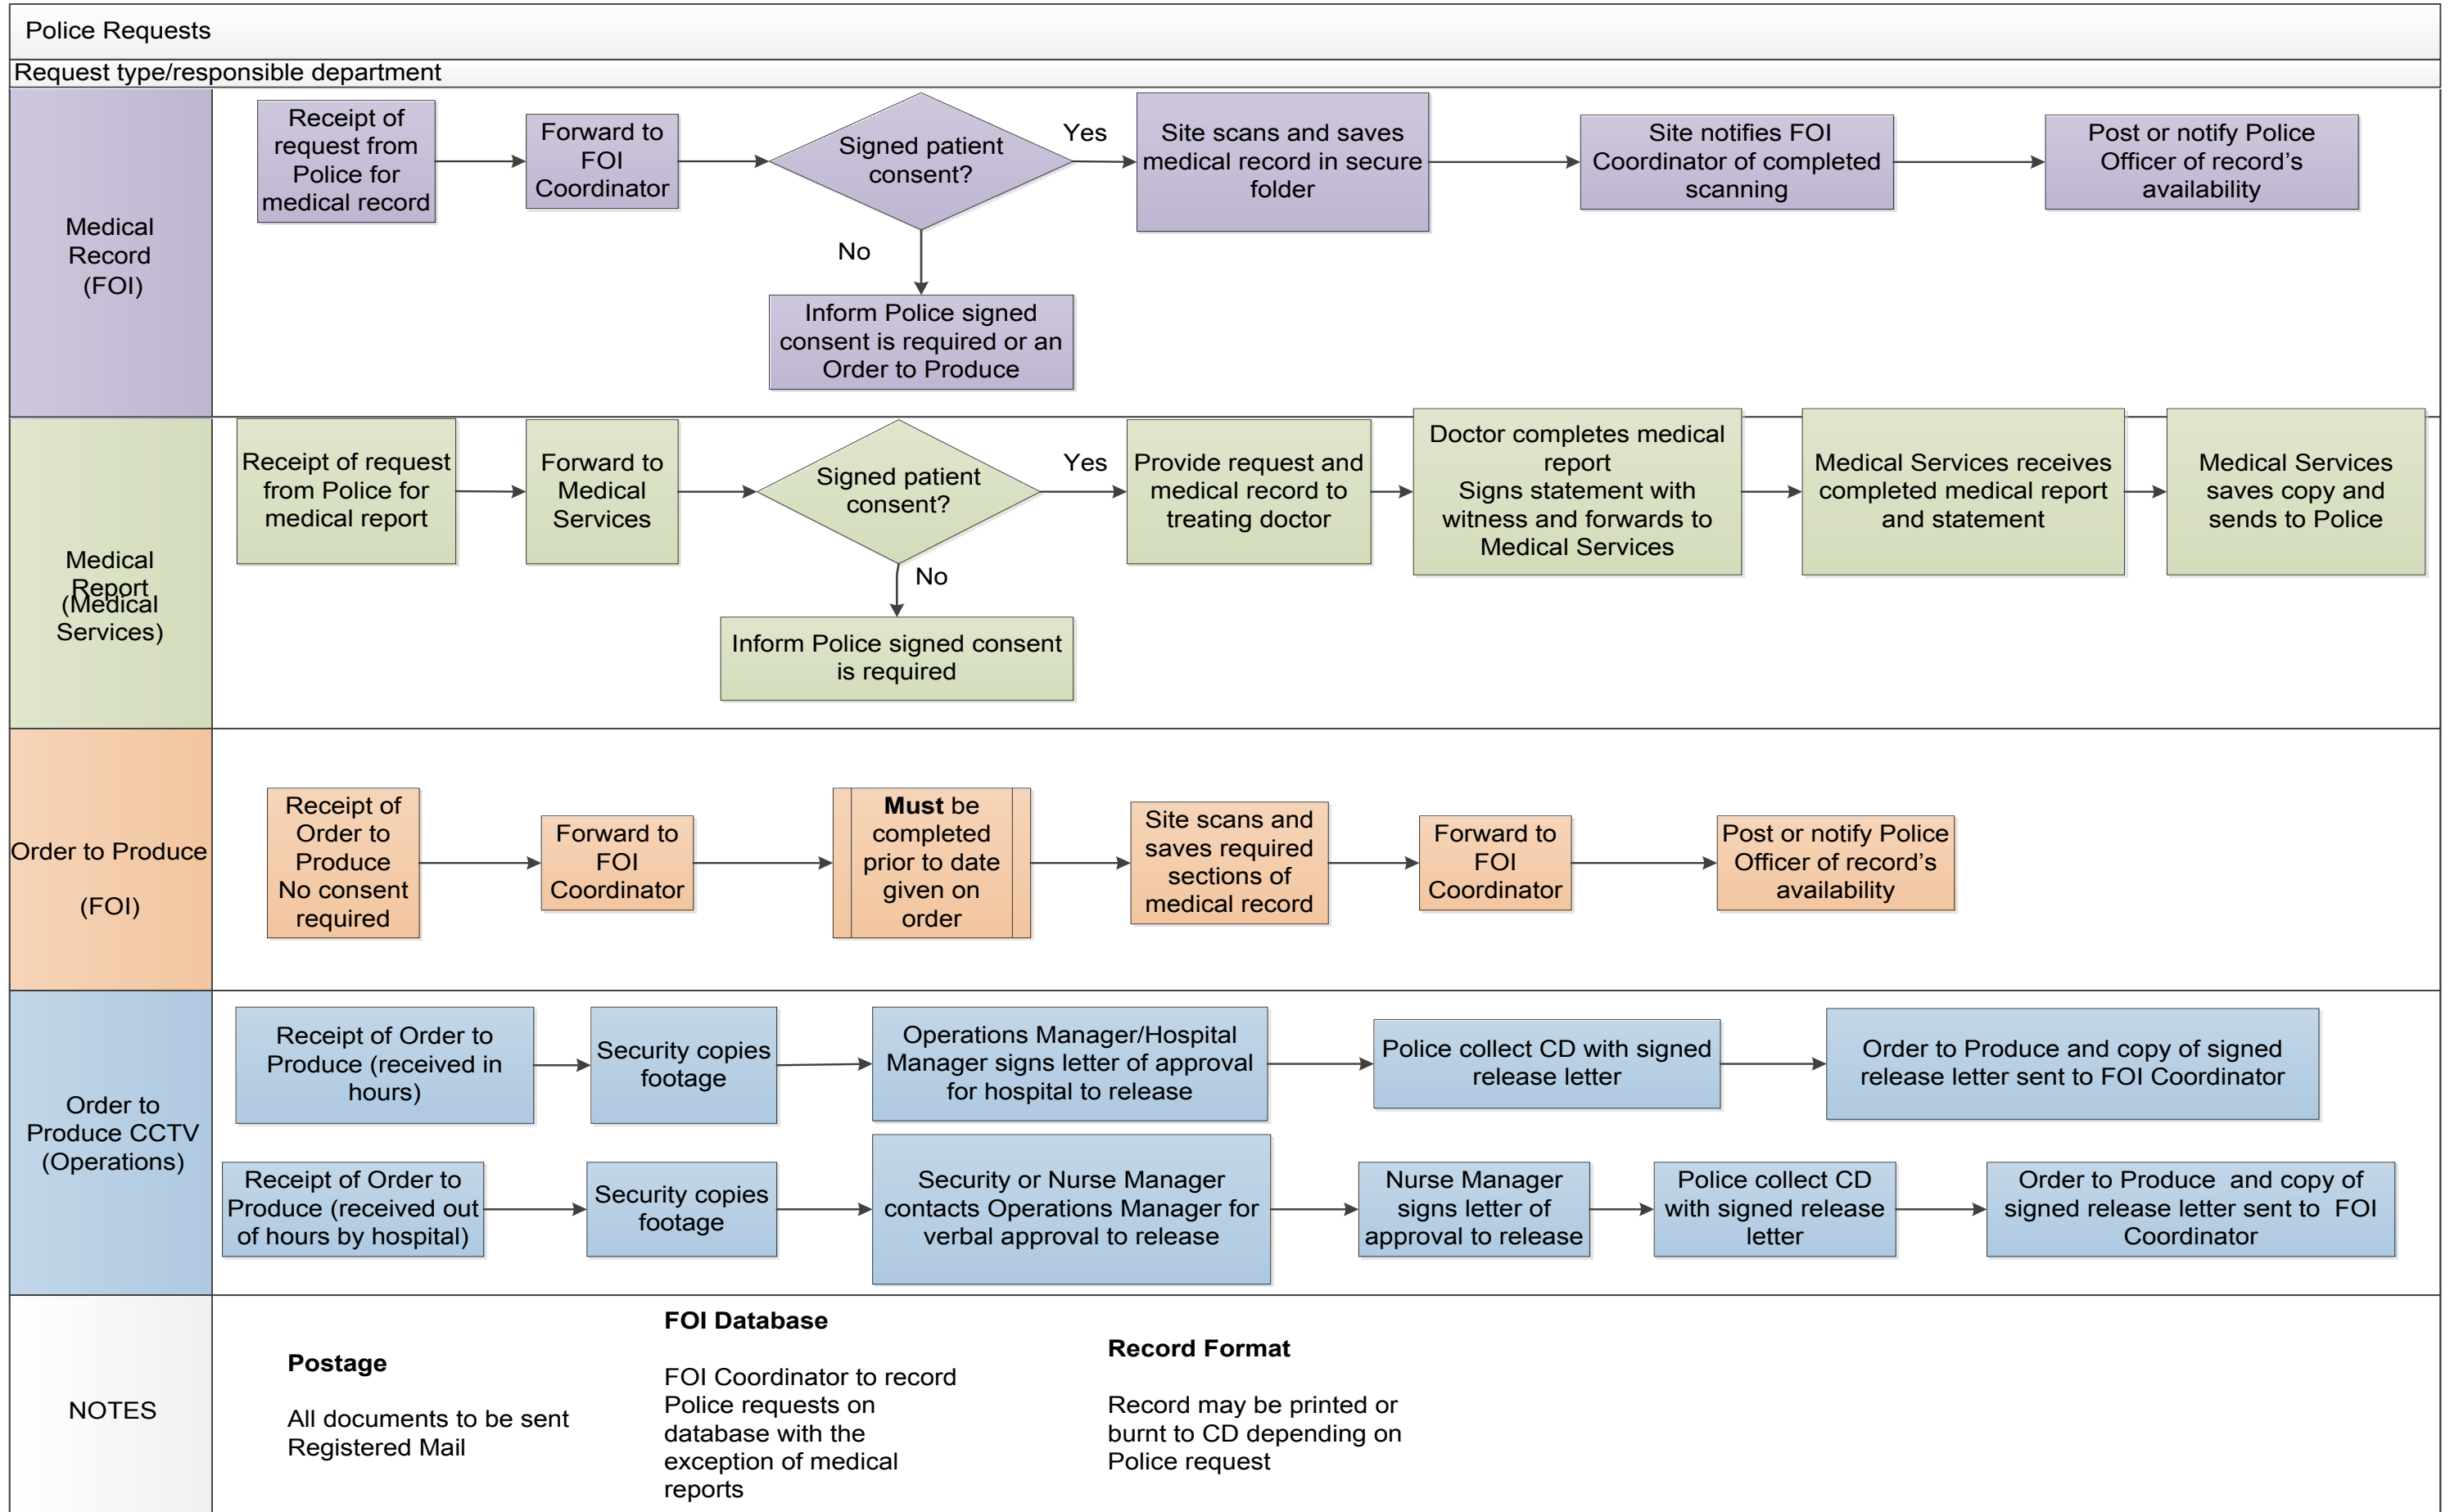 Police Requests
Request type/responsible department
Medical
Record
(FOI)
Receipt of
request from
Police for
medical record
Forward to
FOI
Coordinator
Signed patient
consent?
Yes
No
Inform Police signed
consent is required or an
Order to Produce
Site scans and saves
medical record in secure
folder
Site notifies FOI
Coordinator of completed
scanning
Post or notify Police
Officer of record’s
availability
Medical
Report
(Medical
Services)
Receipt of request
from Police for
medical report
Forward to
Medical
Services
Signed patient
consent?
Yes
No
Inform Police signed consent
is required
Provide request and
medical record to
treating doctor
Doctor completes medical
report
Signs statement with
witness and forwards to
Medical Services
Medical Services receives
completed medical report
and statement
Medical Services
saves copy and
sends to Police
Order to Produce
(FOI)
Receipt of
Order to
Produce
No consent
required
Forward to
FOI
Coordinator
Must be
completed
prior to date
given on
order
Site scans and
saves required
sections of
medical record
Forward to
FOI
Coordinator
Post or notify Police
Officer of record’s
availability
Order to
Produce CCTV
(Operations)
Receipt of Order to
Produce (received in
hours)
Security copies
footage
Operations Manager/Hospital
Manager signs letter of approval
for hospital to release
Police collect CD with signed
release letter
Order to Produce and copy of signed
release letter sent to FOI Coordinator
Receipt of Order to
Produce (received out
of hours by hospital)
Security copies
footage
Security or Nurse Manager
contacts Operations Manager for
verbal approval to release
Nurse Manager
signs letter of
approval to release
Police collect CD
with signed release
letter
Order to Produce and copy of
signed release letter sent to FOI
Coordinator
NOTES
Postage
All documents to be sent
Registered Mail
FOI Database
FOI Coordinator to record
Police requests on
database with the
exception of medical
reports
Record Format
Record may be printed or
burnt to CD depending on
Police request